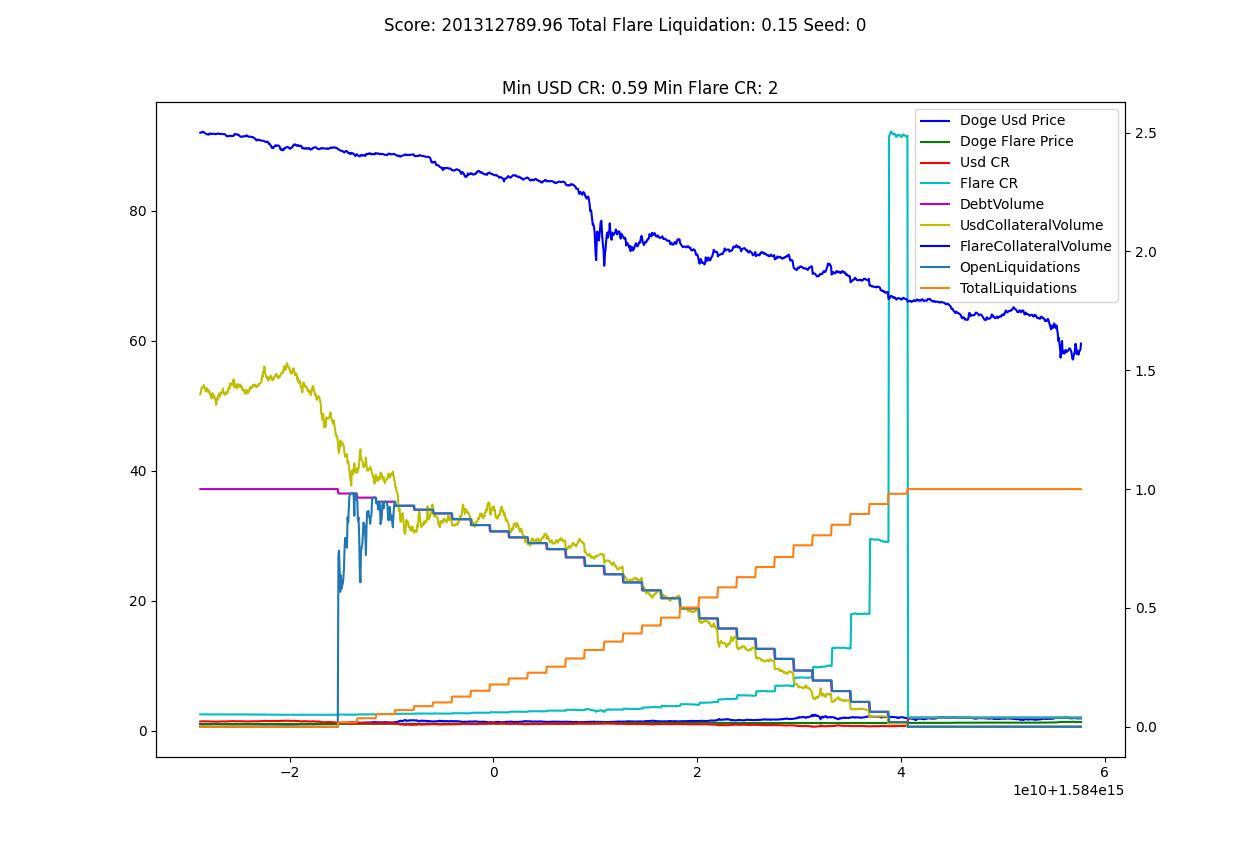 Score: 201312789.96 Total Flare Liquidation: 0.15 Seed: 0
Min USD CR: 0.59 Min Flare CR: 2
Doge Usd Price
Doge Flare Price
Usd CR
Flare CR
DebtVolume
UsdCollateralVolume
FlareCollateralVolume
OpenLiquidations
TotalLiquidations
80
60
40
20
0
2.5
2.0
1.5
1.0
0.5
0.0
−2
0
2
4
6
1e10+1.584e15